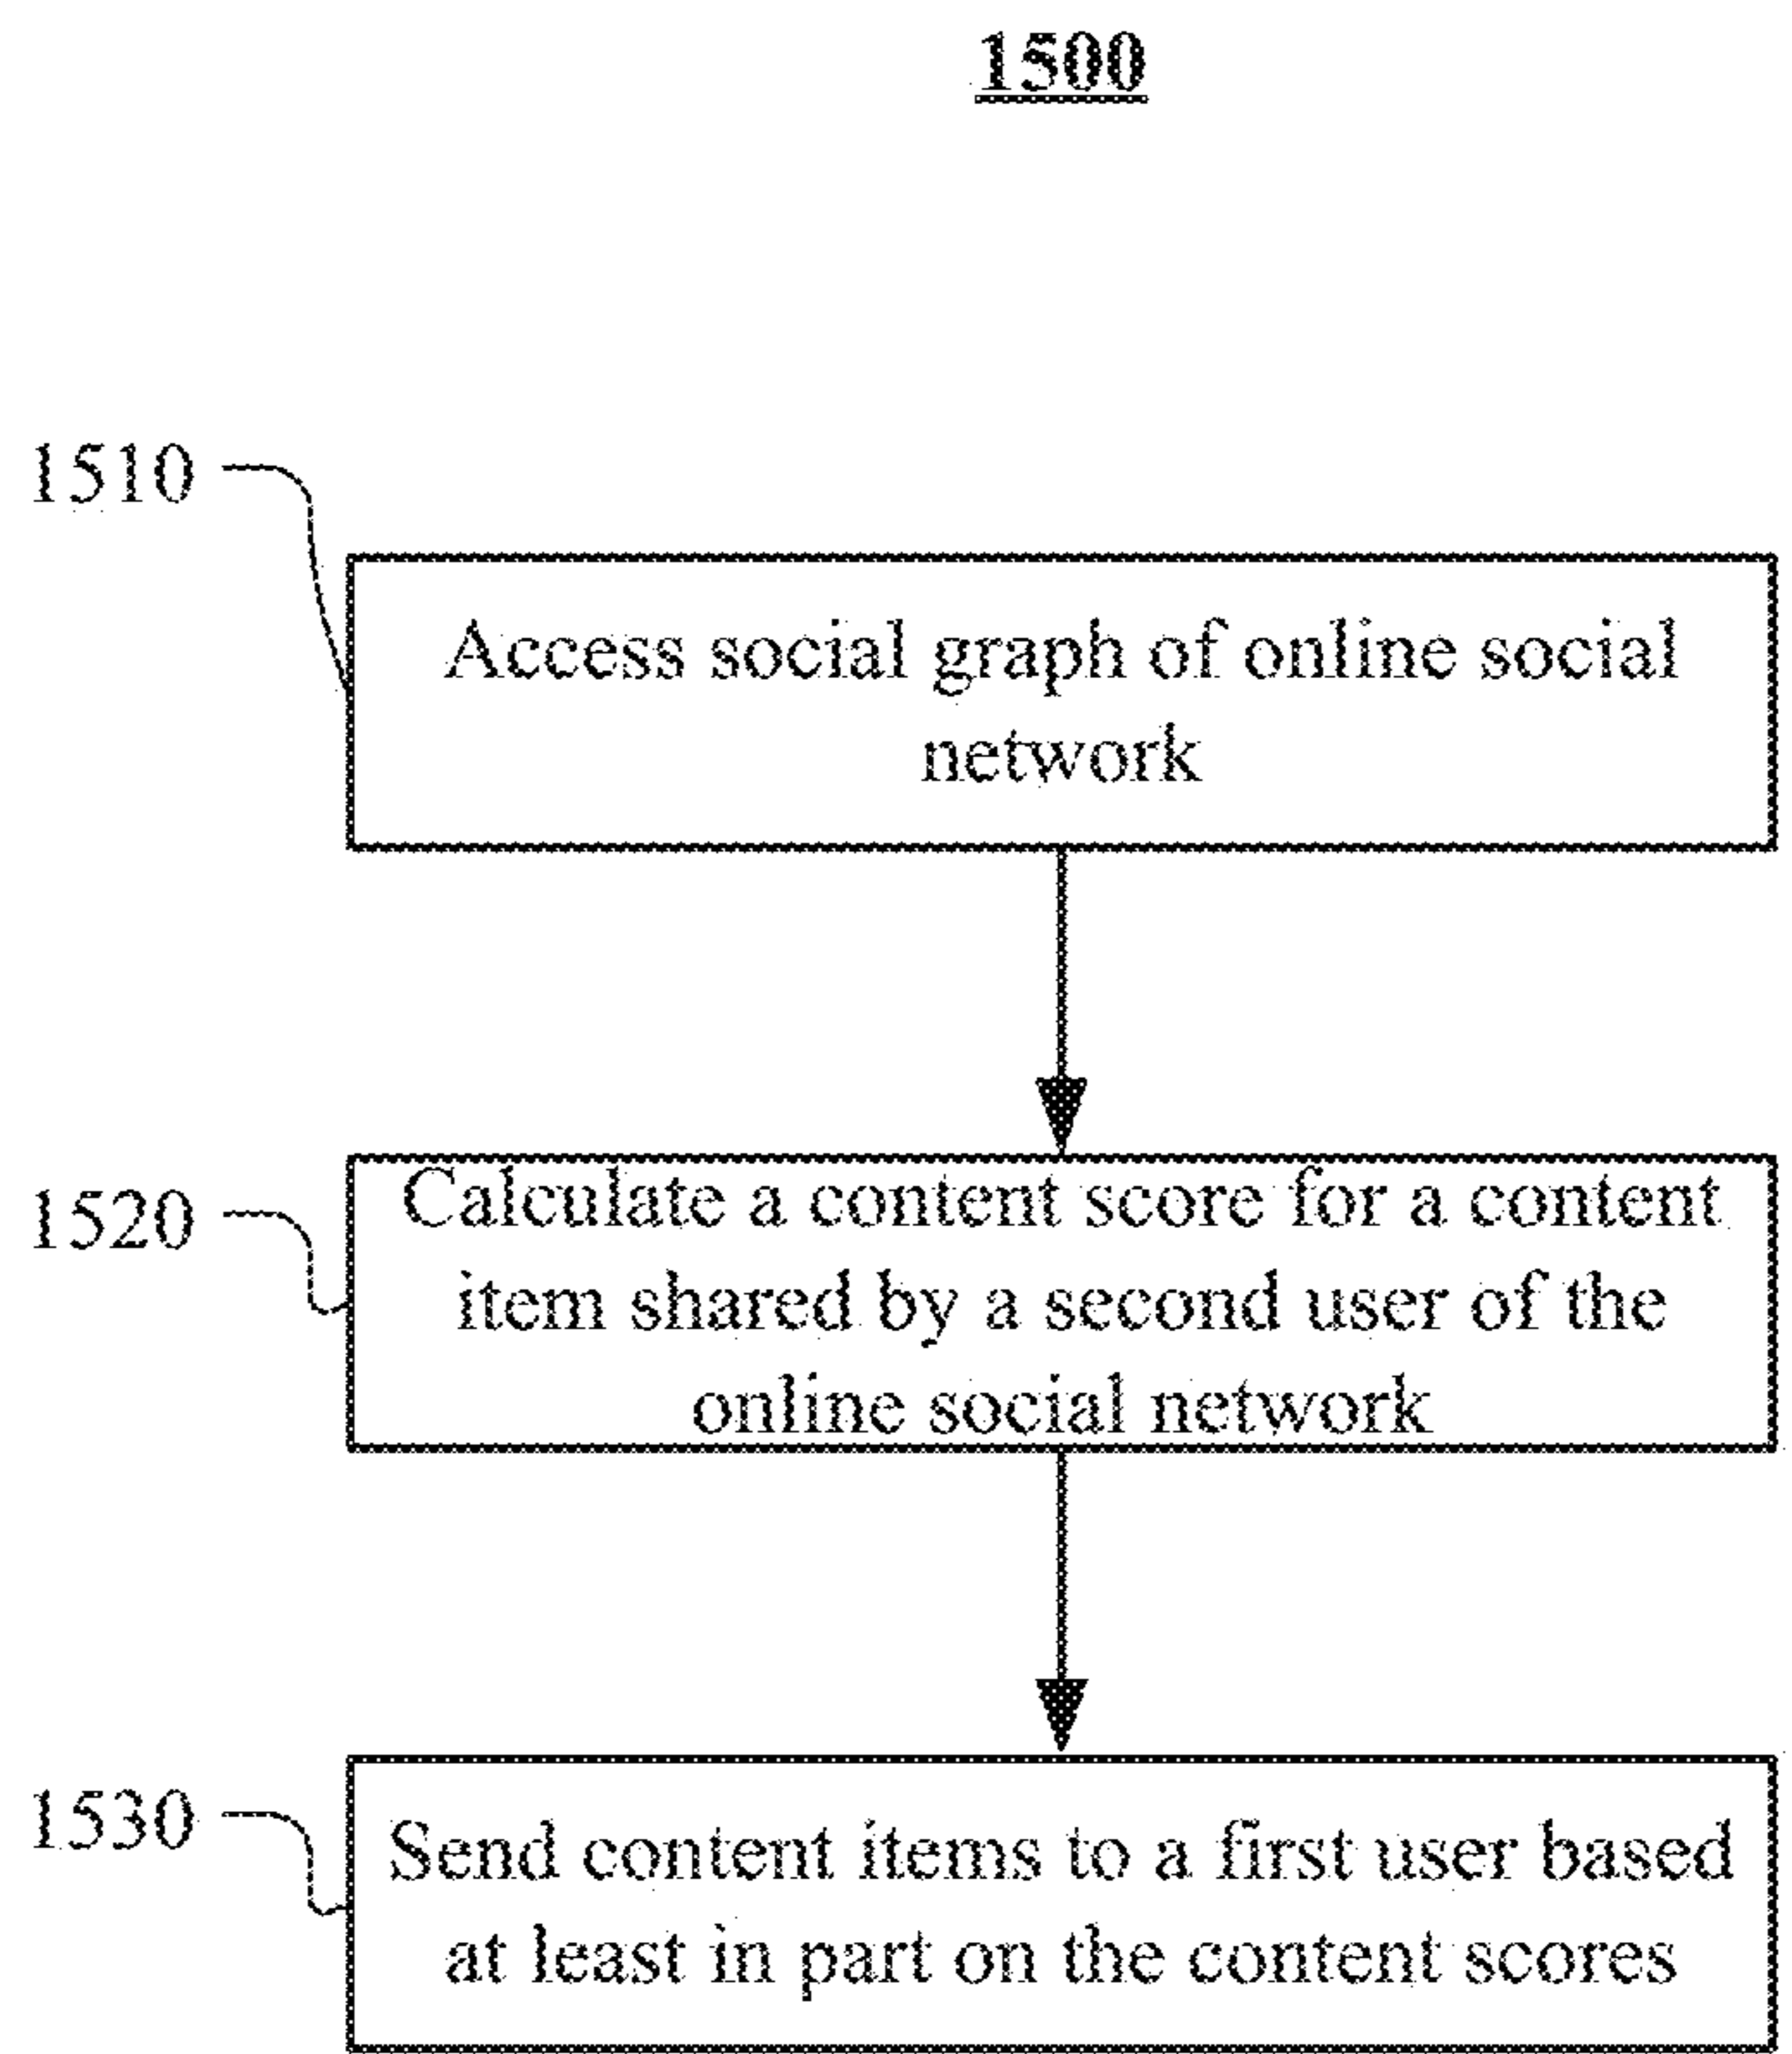 1500
1510
Access social graph of online social
network
1520
Calculate a content score for a content
item shared by a second user of the
online social network
1530
Send content items to a first user based
at least in part on the content scores